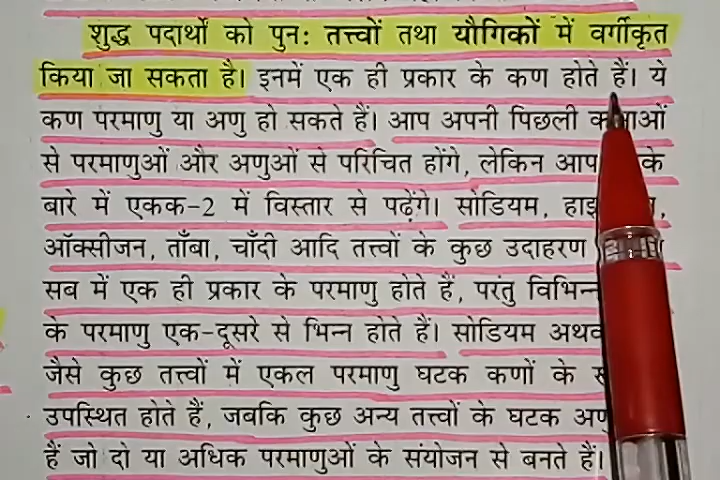 शुद्ध पदार्थों को पुन: तत्त्वों तथा यौगिकों में वर्गीकृत
किया जा सकता है। इनमें एक ही प्रकार के कण होते हैं। ये
कण परमाणु या अणु हो सकते हैं। आप अपनी पिछली
से परमाणुओं और अणुओं से परिचित होंगे, लेकिन आप के
बारे में एकक-2 में विस्तार से पढ़ेंगे। सोडियम,
ऑक्सीजन, ताँबा, चाँदी आदि तत्त्वों के कुछ उदाहरण
सब में एक ही प्रकार के परमाणु होते हैं, परंतु विभिन्न
के परमाणु एक-दूसरे से भिन्न होते हैं। सोडियम
जैसे कुछ तत्त्वों में एकल परमाणु घटक कणों के
उपस्थित होते हैं, जबकि कुछ अन्य तत्त्वों के घटक
हैं जो दो या अधिक परमाणुओं के संयोजन से बनते हैं।